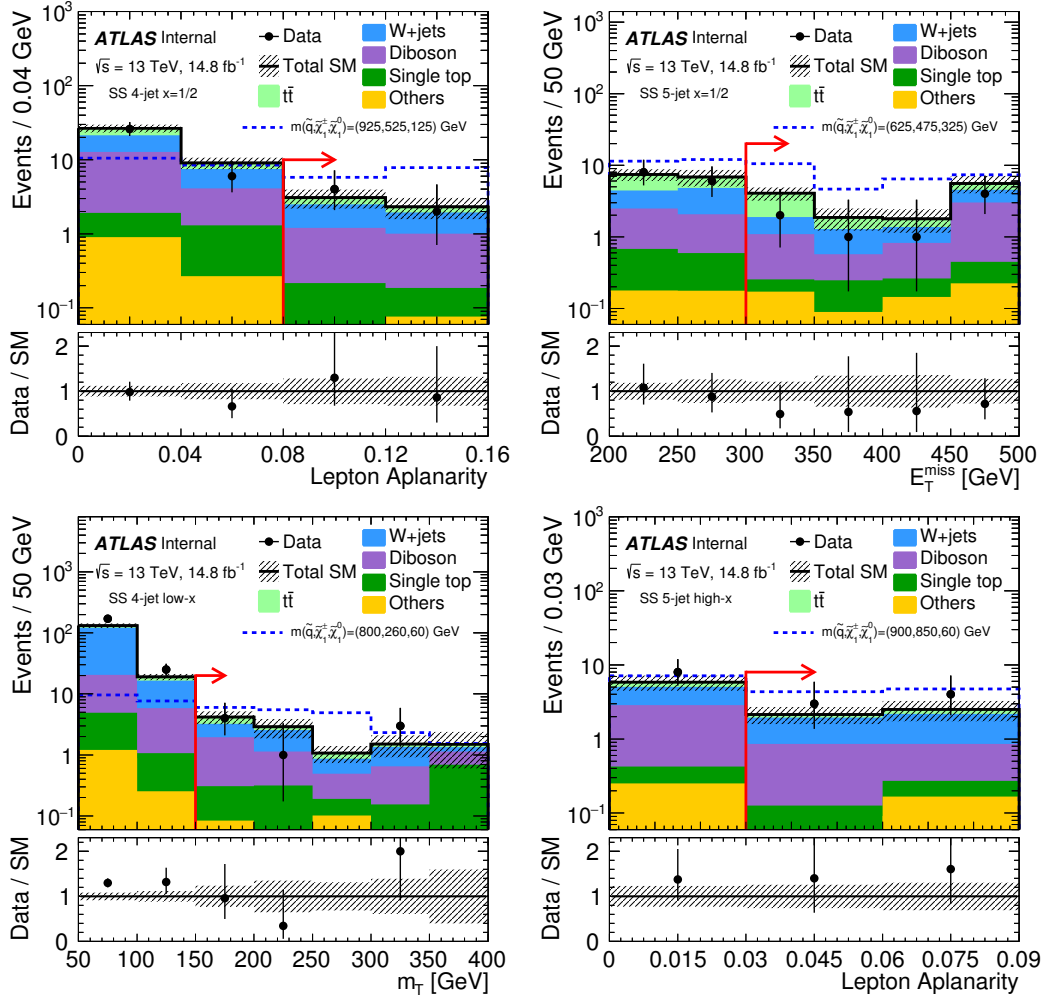 Events / 0.04 GeV
10³
10²
10
1
10⁻¹
ATLAS Internal
√s = 13 TeV, 14.8 fb⁻¹
SS 4-jet x=1/2
Data
Total SM
tt̄
W+jets
Diboson
Single top
Others
m(q̃,χ̃₁±,χ̃₁⁰)=(925,525,125) GeV
Data / SM
2
1
0
0 0.04 0.08 0.12 0.16
Lepton Aplanarity
Events / 50 GeV
10³
10²
10
1
10⁻¹
ATLAS Internal
√s = 13 TeV, 14.8 fb⁻¹
SS 5-jet x=1/2
Data
Total SM
tt̄
W+jets
Diboson
Single top
Others
m(q̃,χ̃₁±,χ̃₁⁰)=(625,475,325) GeV
Data / SM
2
1
0
200 250 300 350 400 450 500
E_T^miss [GeV]
Events / 50 GeV
10³
10²
10
1
10⁻¹
ATLAS Internal
√s = 13 TeV, 14.8 fb⁻¹
SS 4-jet low-x
Data
Total SM
tt̄
W+jets
Diboson
Single top
Others
m(q̃,χ̃₁±,χ̃₁⁰)=(800,260,60) GeV
Data / SM
2
1
0
50 100 150 200 250 300 350 400
m_T [GeV]
Events / 0.03 GeV
10³
10²
10
1
10⁻¹
ATLAS Internal
√s = 13 TeV, 14.8 fb⁻¹
SS 5-jet high-x
Data
Total SM
tt̄
W+jets
Diboson
Single top
Others
m(q̃,χ̃₁±,χ̃₁⁰)=(900,850,60) GeV
Data / SM
2
1
0
0 0.015 0.03 0.045 0.06 0.075 0.09
Lepton Aplanarity